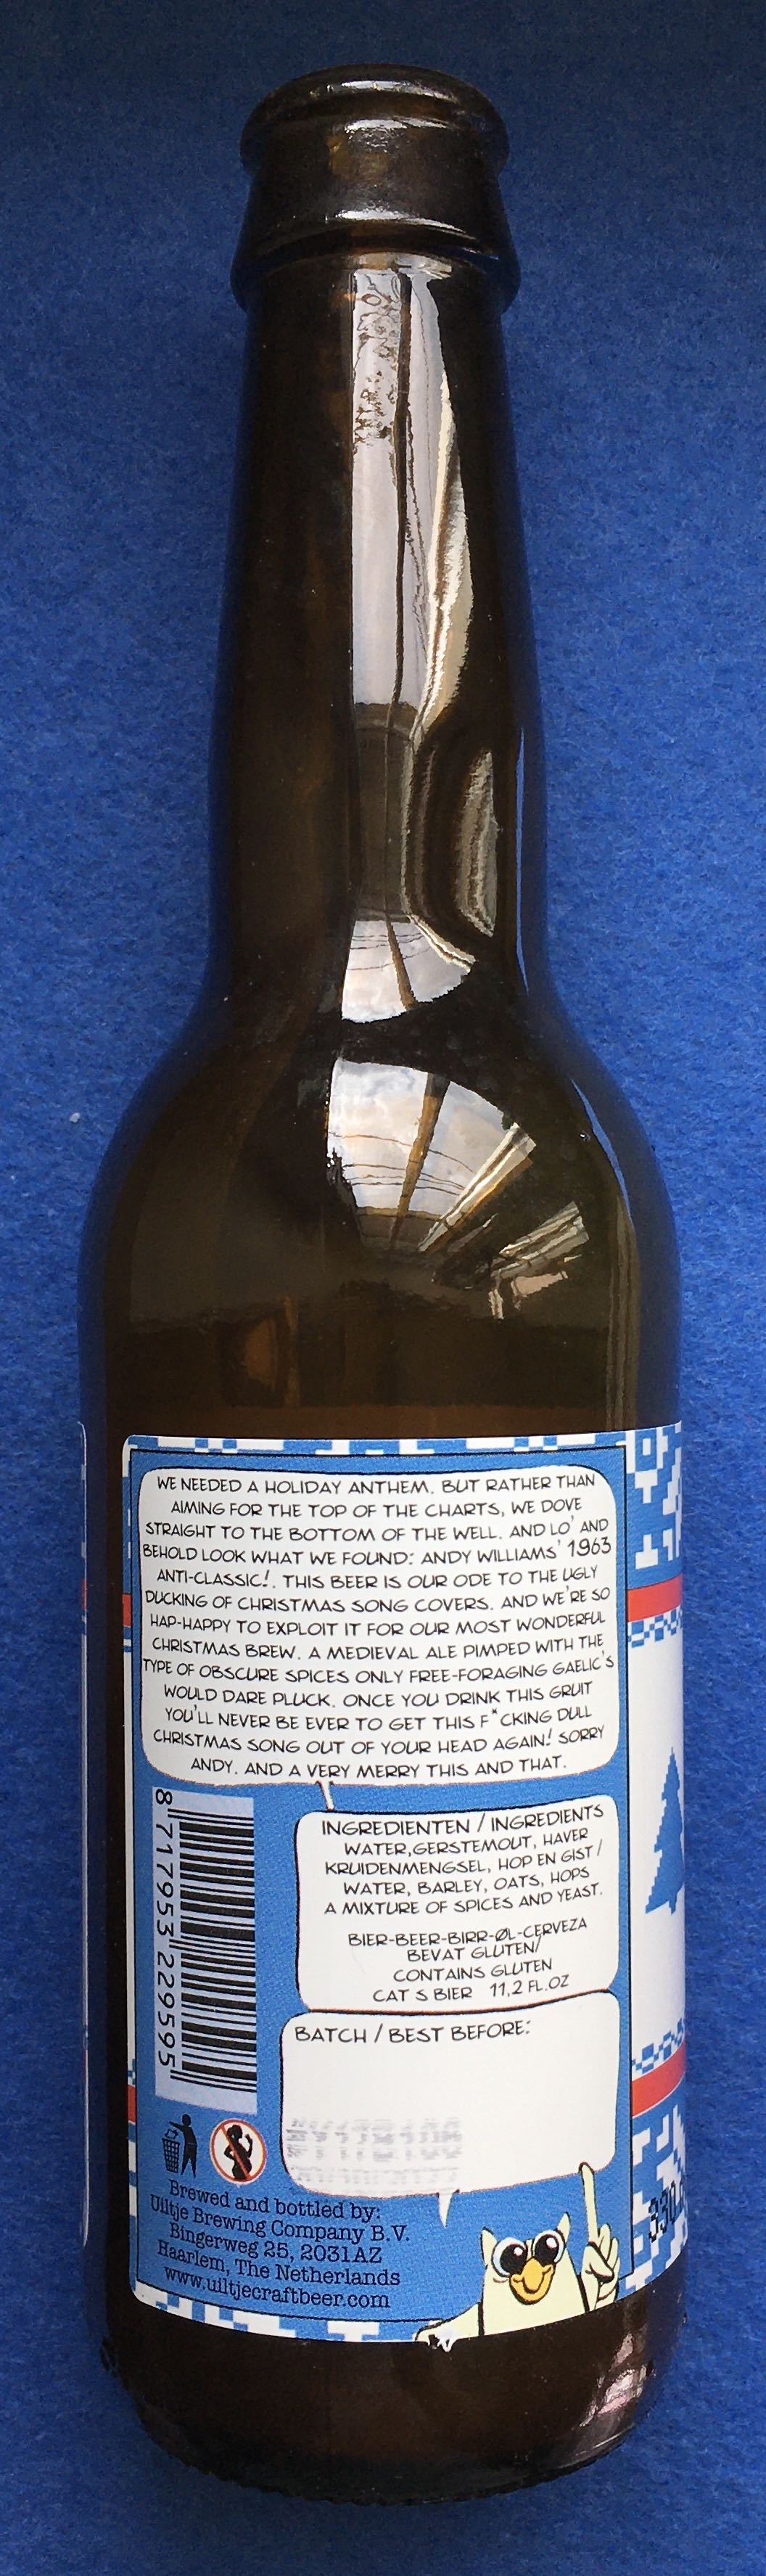 WE NEEDED A HOLIDAY ANTHEM. BUT RATHER THAN
AIMING FOR THE TOP OF THE CHARTS, WE DOVE
STRAIGHT TO THE BOTTOM OF THE WELL. AND LO' AND
BEHOLD LOOK WHAT WE FOUND: ANDY WILLIAMS' 1963
ANTI-CLASSIC!. THIS BEER IS OUR ODE TO THE UGLY
DUCKING OF CHRISTMAS SONG COVERS. AND WE'RE SO
HAP-HAPPY TO EXPLOIT IT FOR OUR MOST WONDERFUL
CHRISTMAS BREW. A MEDIEVAL ALE PIMPED WITH THE
TYPE OF OBSCURE SPICES ONLY FREE-FORAGING GAELIC'S
WOULD DARE PLUCK. ONCE YOU DRINK THIS GRUIT
YOU'LL NEVER BE EVER TO GET THIS F*CKING DULL
CHRISTMAS SONG OUT OF YOUR HEAD AGAIN! SORRY
ANDY. AND A VERY MERRY THIS AND THAT.
8 717953 229595
INGREDIENTEN / INGREDIENTS
WATER,GERSTEMOUT, HAVER
KRUIDENMENGSEL, HOP EN GIST /
WATER, BARLEY, OATS, HOPS
A MIXTURE OF SPICES AND YEAST.
BIER-BEER-BIRR-ØL-CERVEZA
BEVAT GLUTEN/
CONTAINS GLUTEN
CAT S BIER 11,2 FL.OZ
BATCH / BEST BEFORE:
Brewed and bottled by:
Uiltje Brewing Company B.V.
Bingerweg 25, 2031AZ
Haarlem, The Netherlands
www.uiltjecraftbeer.com
330